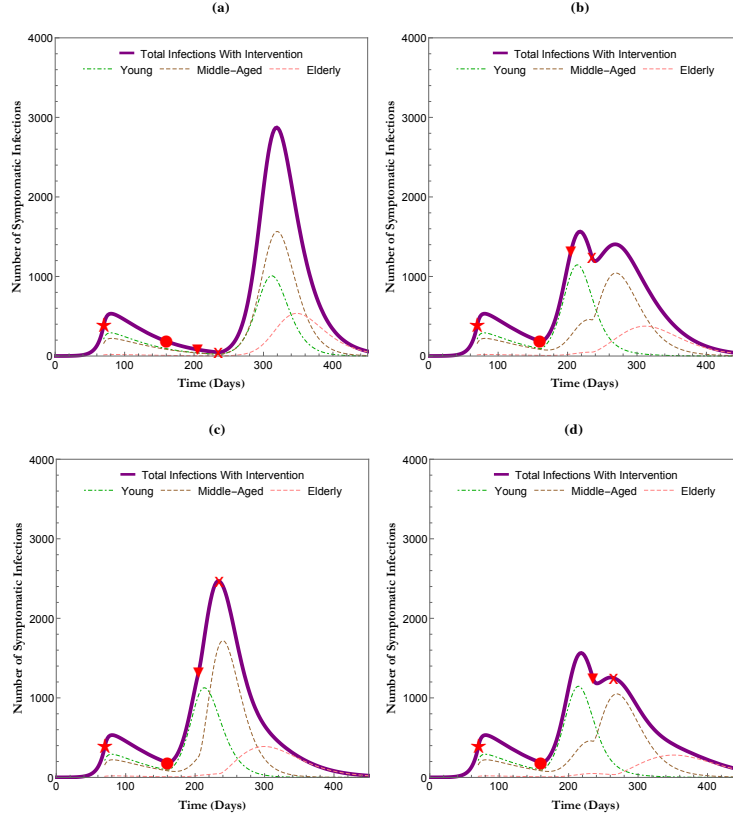 (a)
4000
3000
2000
1000
0
Number of Symptomatic Infections
Total Infections With Intervention
Young Middle-Aged Elderly
0 100 200 300 400
Time (Days)
(b)
4000
3000
2000
1000
0
Number of Symptomatic Infections
Total Infections With Intervention
Young Middle-Aged Elderly
0 100 200 300 400
Time (Days)
(c)
4000
3000
2000
1000
0
Number of Symptomatic Infections
Total Infections With Intervention
Young Middle-Aged Elderly
0 100 200 300 400
Time (Days)
(d)
4000
3000
2000
1000
0
Number of Symptomatic Infections
Total Infections With Intervention
Young Middle-Aged Elderly
0 100 200 300 400
Time (Days)